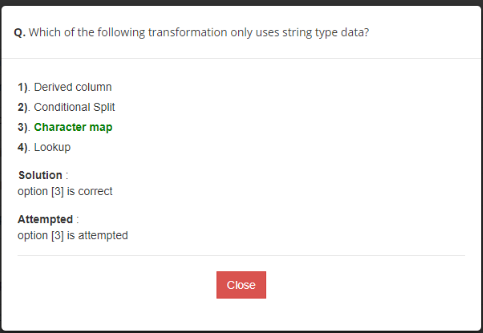 Q. Which of the following transformation only uses string type data?
1). Derived column
2). Conditional Split
3). Character map
4). Lookup
Solution :
option [3] is correct
Attempted :
option [3] is attempted
Close